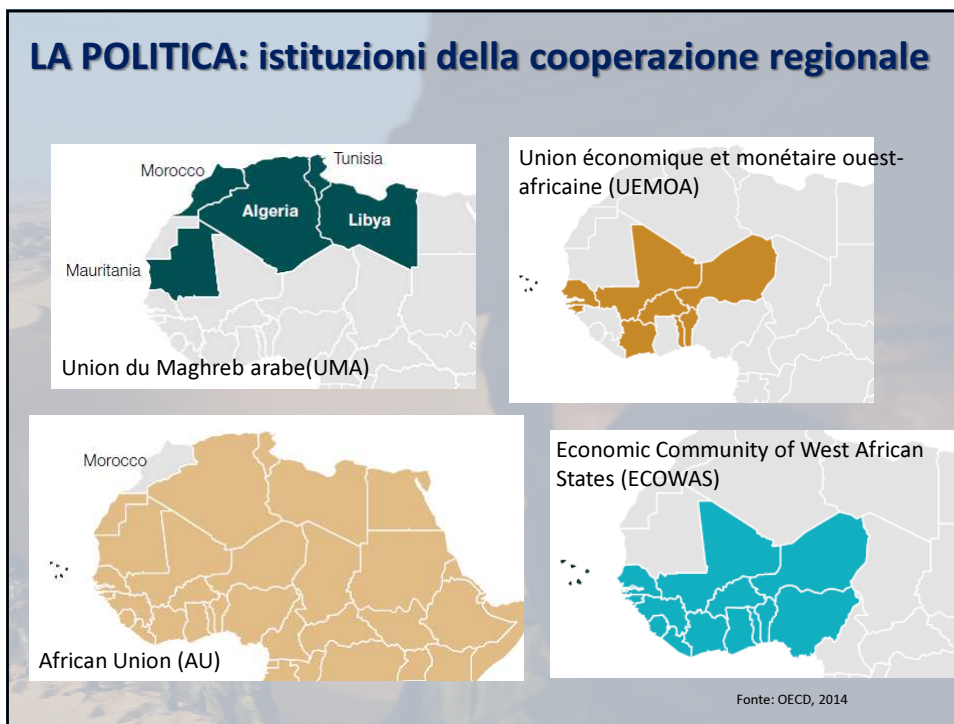 LA POLITICA: istituzioni della cooperazione regionale
Morocco
Tunisia
Algeria
Libya
Mauritania
Union du Maghreb arabe(UMA)
Union économique et monétaire ouest-
africaine (UEMOA)
Morocco
African Union (AU)
Economic Community of West African
States (ECOWAS)
Fonte: OECD, 2014